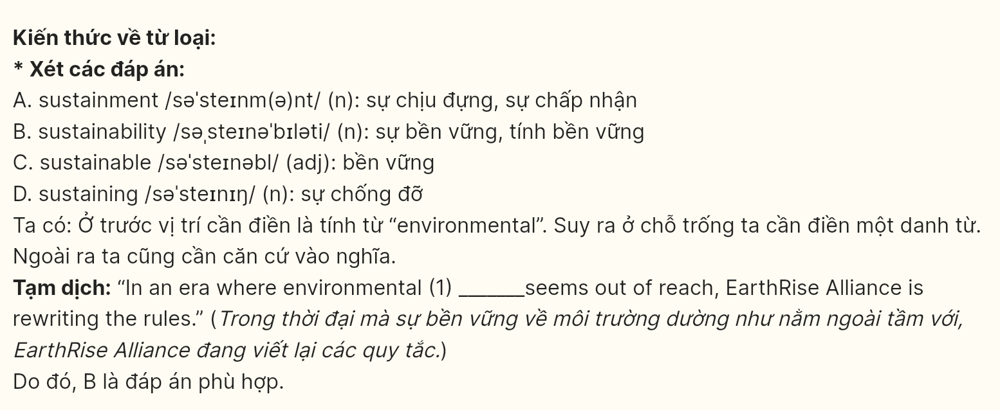 Kiến thức về từ loại:
* Xét các đáp án:
A. sustainment /səˈsteɪnm(ə)nt/ (n): sự chịu đựng, sự chấp nhận
B. sustainability /səˌsteɪnəˈbɪləti/ (n): sự bền vững, tính bền vững
C. sustainable /səˈsteɪnəbl/ (adj): bền vững
D. sustaining /səˈsteɪnɪŋ/ (n): sự chống đỡ
Ta có: Ở trước vị trí cần điền là tính từ “environmental”. Suy ra ở chỗ trống ta cần điền một danh từ.
Ngoài ra ta cũng cần căn cứ vào nghĩa.
Tạm dịch: “In an era where environmental (1) _______seems out of reach, EarthRise Alliance is
rewriting the rules.” (Trong thời đại mà sự bền vững về môi trường dường như nằm ngoài tầm với,
EarthRise Alliance đang viết lại các quy tắc.)
Do đó, B là đáp án phù hợp.